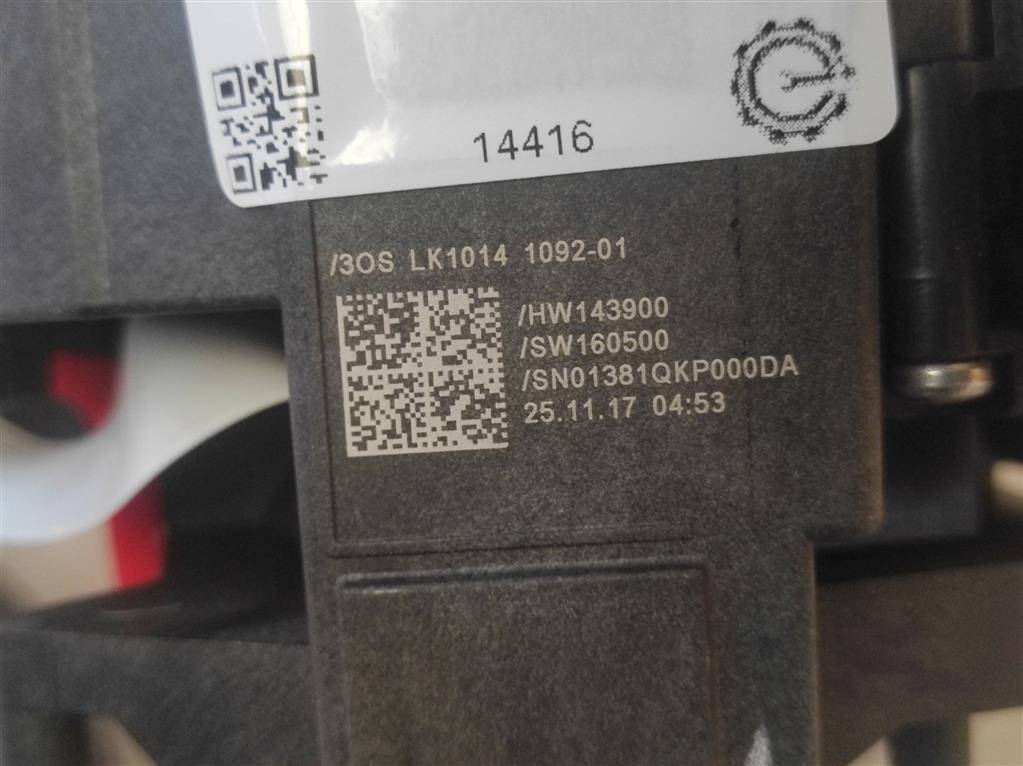 14416
/3OS LK1014 1092-01
/HW143900
/SW160500
/SN01381QKP000DA
25.11.17 04:53